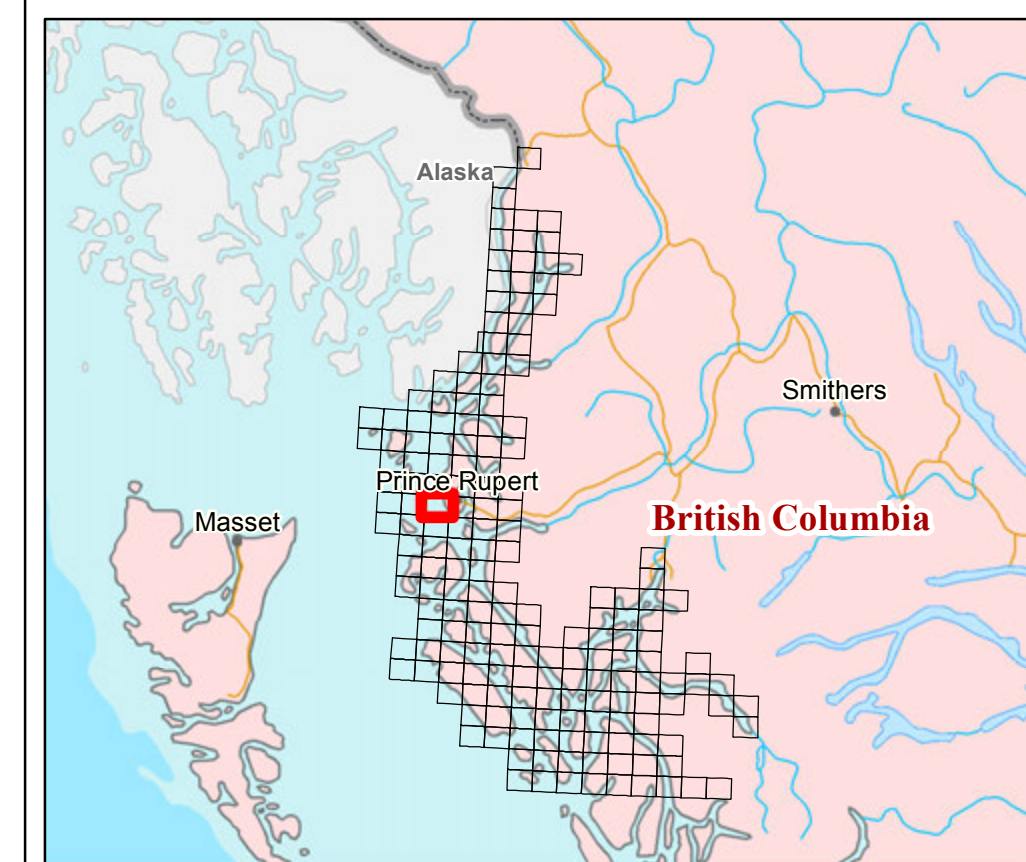 Alaska
Smithers
Prince Rupert
Masset
British Columbia